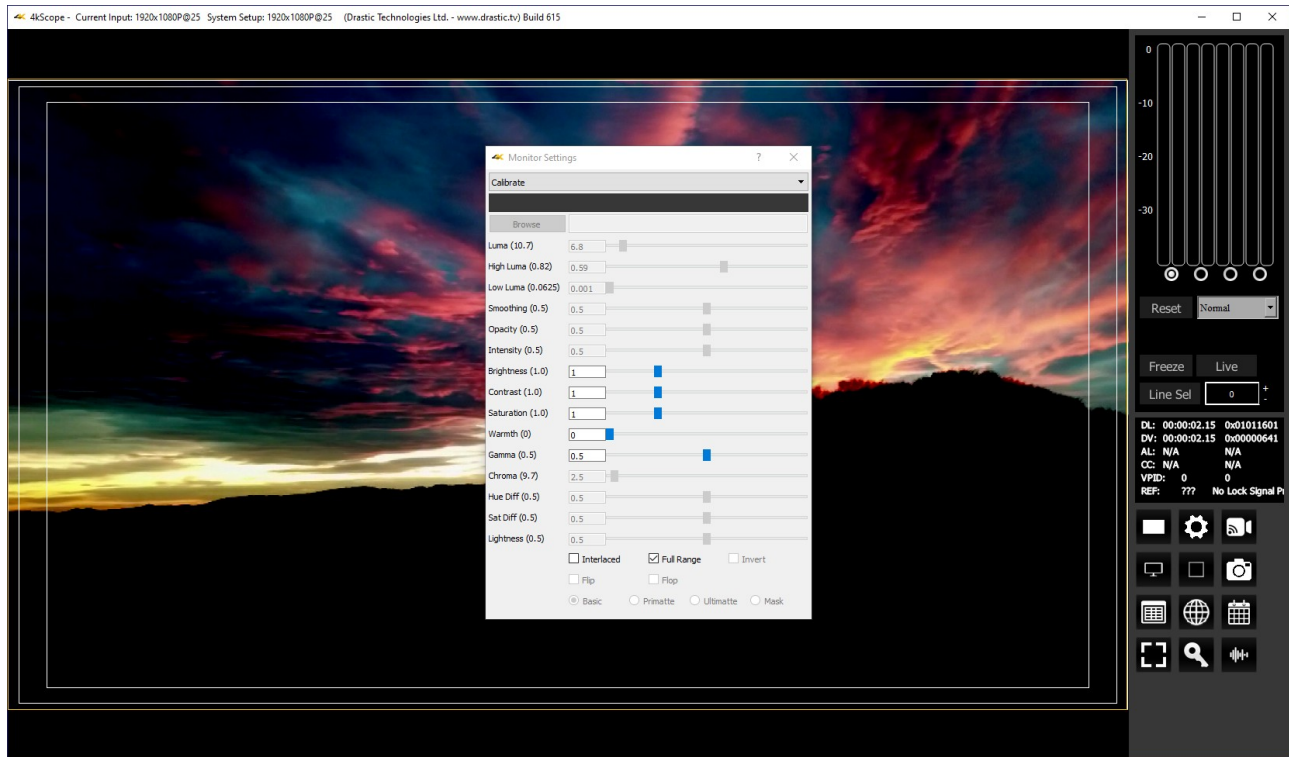 4kScope - Current Input: 1920x1080P@25 System Setup: 1920x1080P@25 (Drastic Technologies Ltd. - www.drastic.tv) Build 615
Monitor Settings ?
Calibrate
Browse
Luma (10.7) 6.8
High Luma (0.82) 0.59
Low Luma (0.0625) 0.001
Smoothing (0.5) 0.5
Opacity (0.5) 0.5
Intensity (0.5) 0.5
Brightness (1.0) 1
Contrast (1.0) 1
Saturation (1.0) 1
Warmth (0) 0
Gamma (0.5) 0.5
Chroma (9.7) 2.5
Hue Diff (0.5) 0.5
Sat Diff (0.5) 0.5
Lightness (0.5) 0.5
Interlaced Full Range Invert
Flip Flop
Basic Primatte Ultimatte Mask
0
-10
-20
-30
Reset Normal
Freeze Live
Line Sel 0 + -
DL: 00:00:02.15 0x01011601
DV: 00:00:02.15 0x00000641
AL: N/A N/A
CC: N/A N/A
VPID: 0 0
REF: ??? No Lock Signal P